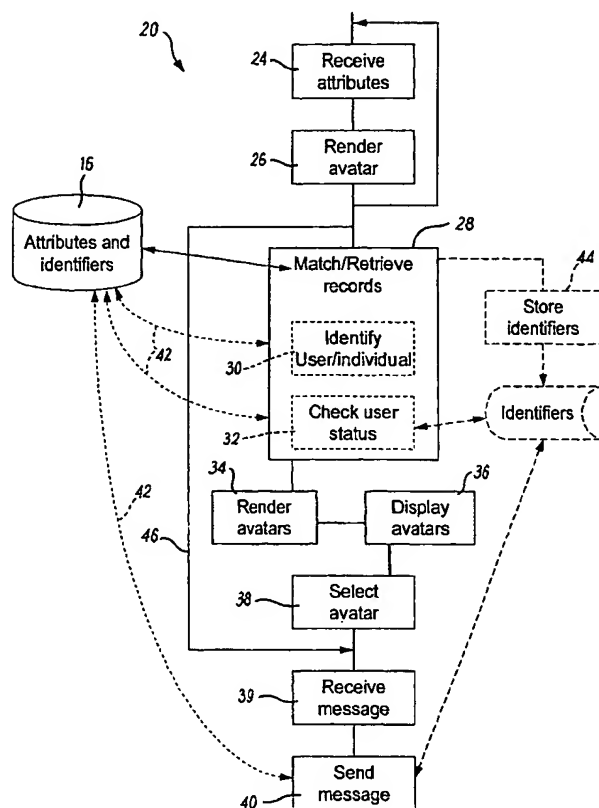 20
24
Receive
attributes
26
Render
avatar
16
Attributes and
identifiers
28
Match/Retrieve
records
44
Store
identifiers
30
Identify
User/individual
42
32
Check user
status
Identifiers
34
Render
avatars
36
Display
avatars
42
46
38
Select
avatar
39
Receive
message
40
Send
message